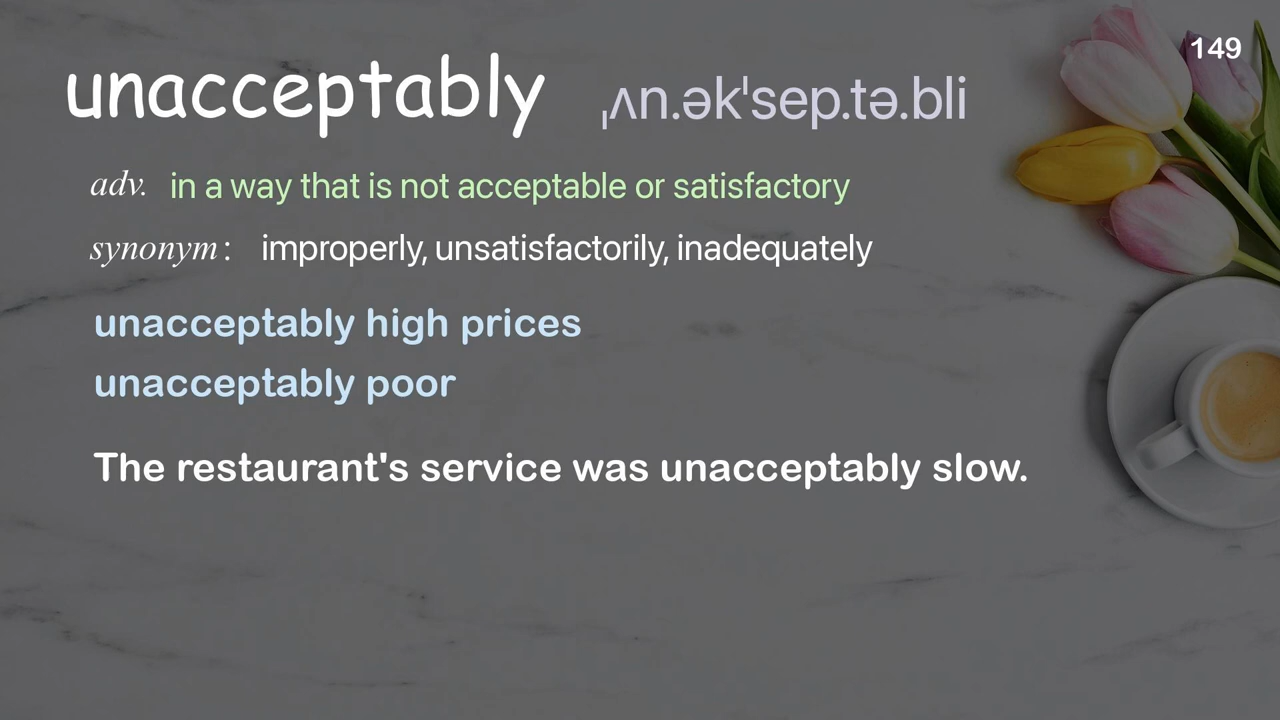 149
unacceptably ˌʌn.əkˈsep.tə.bli
adv. in a way that is not acceptable or satisfactory
synonym: improperly, unsatisfactorily, inadequately
unacceptably high prices
unacceptably poor
The restaurant's service was unacceptably slow.